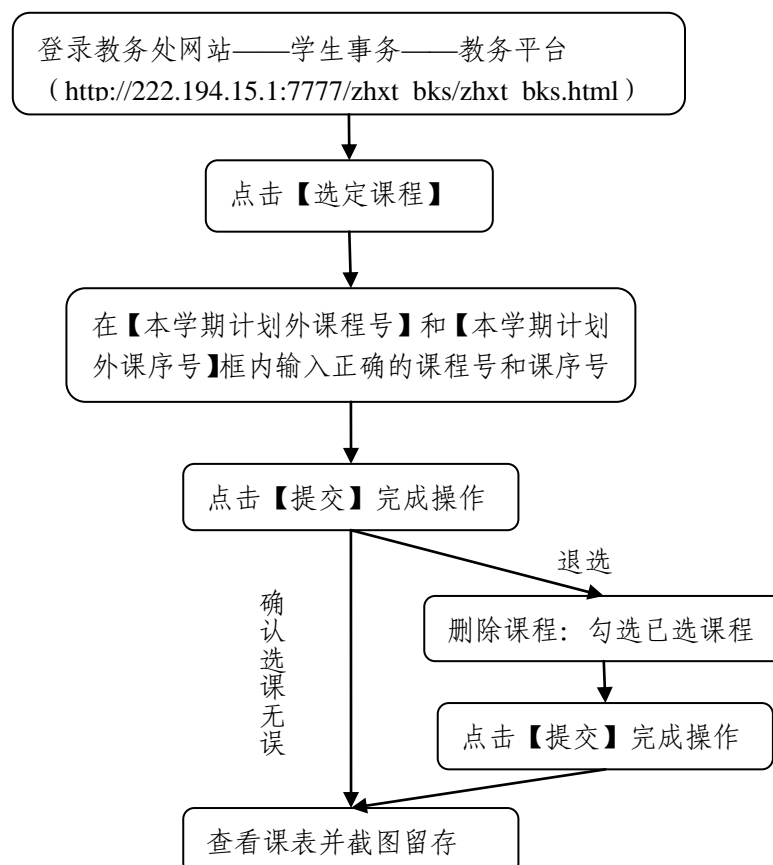 登录教务处网站——学生事务——教务平台
（http://222.194.15.1:7777/zhxt_bks/zhxt_bks.html）
点击【选定课程】
在【本学期计划外课程号】和【本学期计划
外课序号】框内输入正确的课程号和课序号
点击【提交】完成操作
退选
确认选课无误
删除课程：勾选已选课程
点击【提交】完成操作
查看课表并截图留存